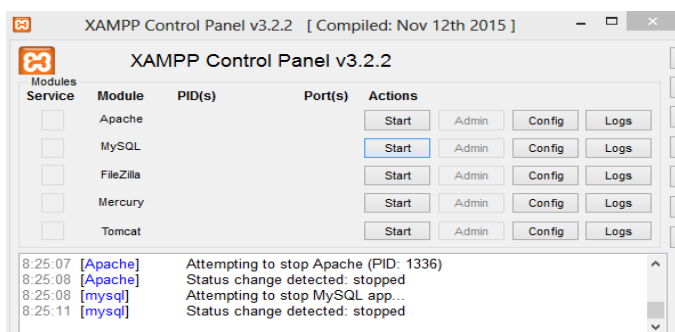 XAMPP Control Panel v3.2.2 [ Compiled: Nov 12th 2015 ]
XAMPP Control Panel v3.2.2
Modules
Service Module PID(s) Port(s) Actions
Apache Start Admin Config Logs
MySQL Start Admin Config Logs
FileZilla Start Admin Config Logs
Mercury Start Admin Config Logs
Tomcat Start Admin Config Logs
8:25:07 [Apache] Attempting to stop Apache (PID: 1336)
8:25:08 [Apache] Status change detected: stopped
8:25:08 [mysql] Attempting to stop MySQL app...
8:25:11 [mysql] Status change detected: stopped